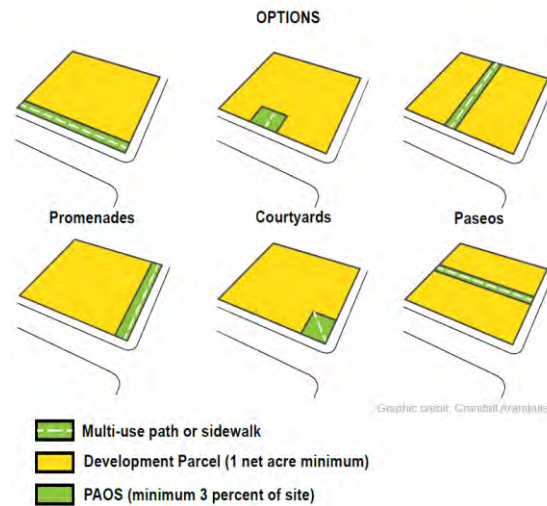 OPTIONS
Promenades
Courtyards
Paseos
Graphic credit: Crandall Arambula
Multi-use path or sidewalk
Development Parcel (1 net acre minimum)
PAOS (minimum 3 percent of site)